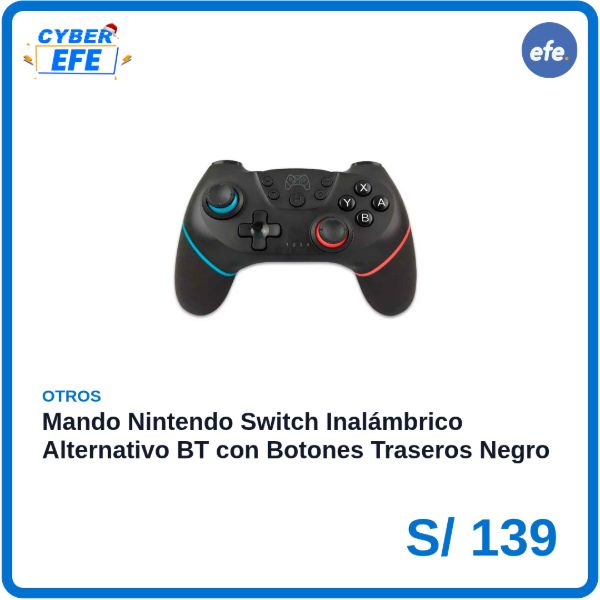 CYBER
EFE
efe.
X
Y
A
B
OTROS
Mando Nintendo Switch Inalámbrico
Alternativo BT con Botones Traseros Negro
S/ 139